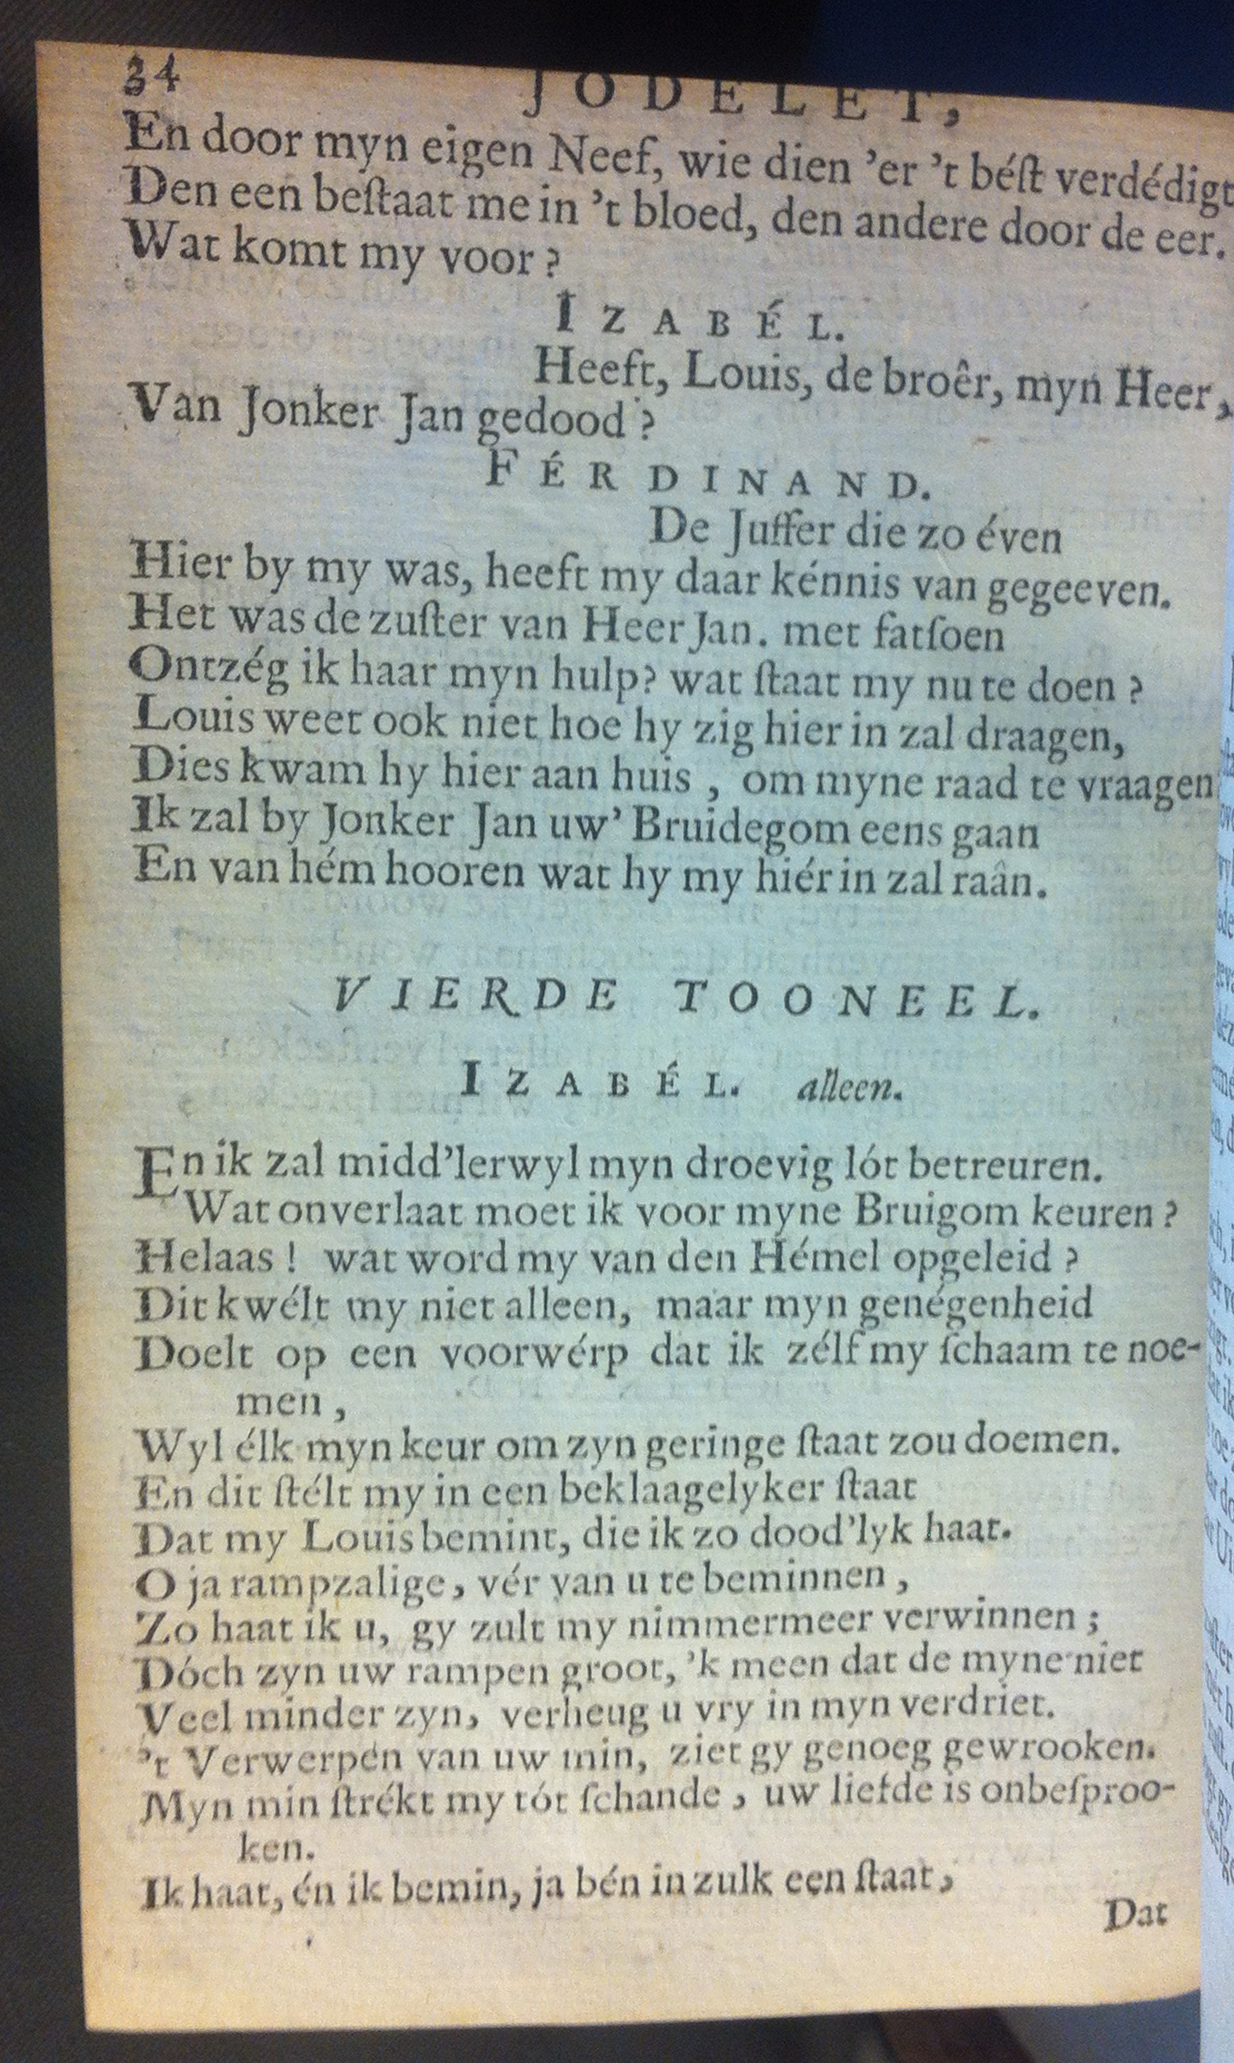 34
JODELET,
En door myn eigen Neef, wie dien 'er 't béſt verdédigt
Den een beſtaat me in 't bloed, den andere door de eer.
Wat komt my voor?
IZABÉL.
Heeft, Louis, de broêr, myn Heer,
Van Jonker Jan gedood?
FÉRDINAND.
De Juffer die zo éven
Hier by my was, heeft my daar kénnis van gegeeven.
Het was de zuſter van Heer Jan. met fatſoen
Ontzég ik haar myn hulp? wat ſtaat my nu te doen?
Louis weet ook niet hoe hy zig hier in zal draagen,
Dies kwam hy hier aan huis, om myne raad te vraagen
Ik zal by Jonker Jan uw' Bruidegom eens gaan
En van hém hooren wat hy my hiér in zal raân.
VIERDE TOONEEL.
IZABÉL. alleen.
En ik zal midd'lerwyl myn droevig lót betreuren.
Wat onverlaat moet ik voor myne Bruigom keuren?
Helaas! wat word my van den Hémel opgeleid?
Dit kwélt my niet alleen, maar myn genégenheid
Doelt op een voorwérp dat ik zélf my ſchaam te noe-
men,
Wyl élk myn keur om zyn geringe ſtaat zou doemen.
En dit ſtélt my in een beklaagelyker ſtaat
Dat my Louis bemint, die ik zo dood'lyk haat.
O ja rampzalige, vér van u te beminnen,
Zo haat ik u, gy zult my nimmermeer verwinnen;
Dóch zyn uw rampen groot, 'k meen dat de myne niet
Veel minder zyn, verheug u vry in myn verdriet.
't Verwerpen van uw min, ziet gy genoeg gewrooken.
Myn min ſtrékt my tót ſchande, uw liefde is onbeſproo-
ken.
Ik haat, én ik bemin, ja bén in zulk een ſtaat,
Dat